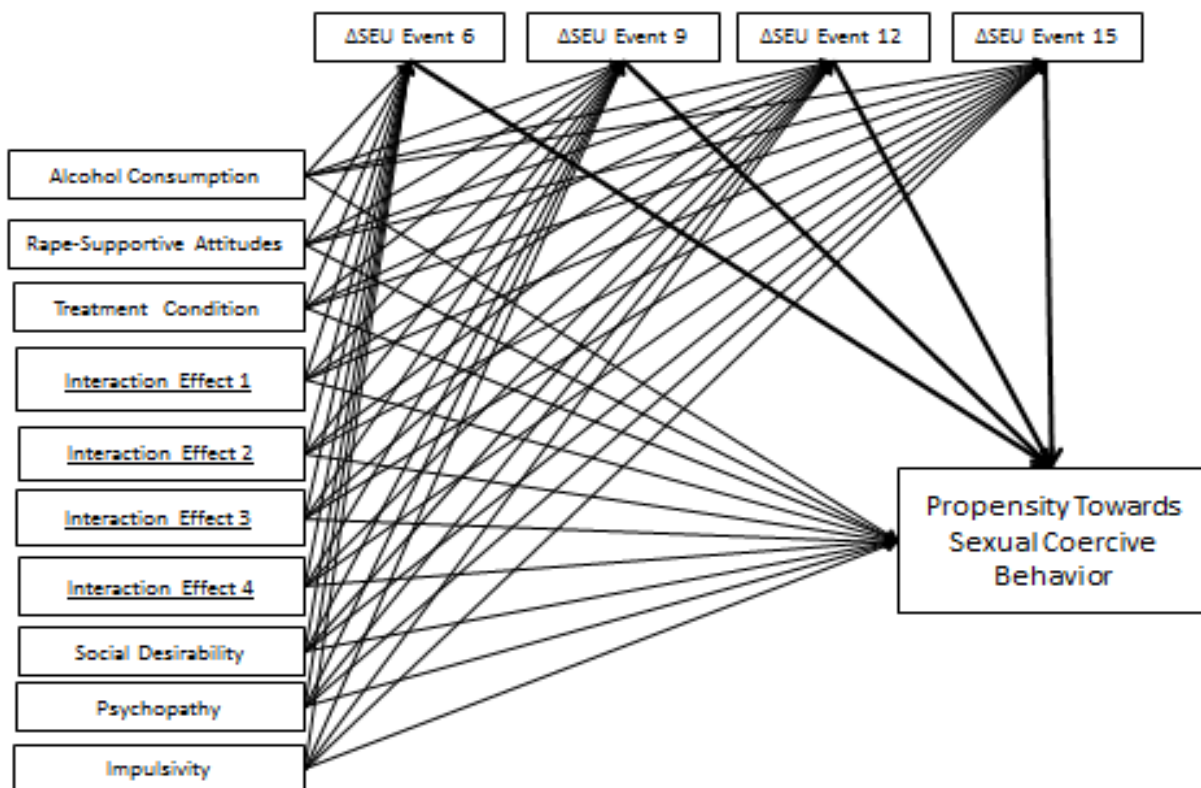 ΔSEU Event 6
ΔSEU Event 9
ΔSEU Event 12
ΔSEU Event 15
Alcohol Consumption
Rape-Supportive Attitudes
Treatment Condition
Interaction Effect 1
Interaction Effect 2
Interaction Effect 3
Interaction Effect 4
Social Desirability
Psychopathy
Impulsivity
Propensity Towards
Sexual Coercive
Behavior